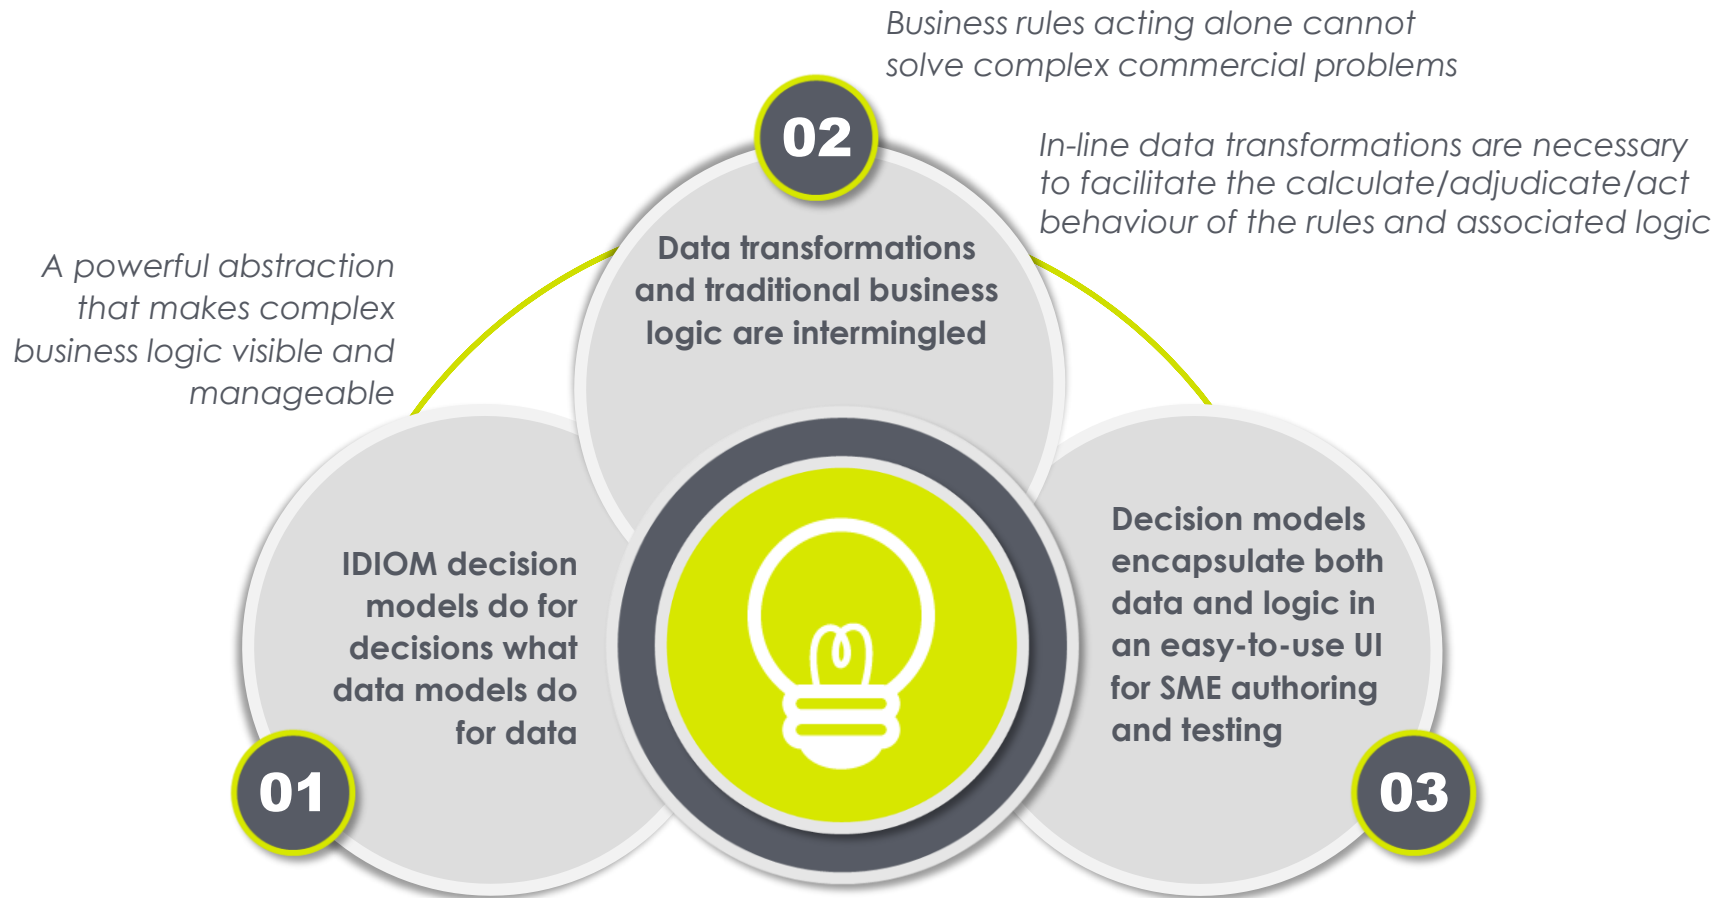 Business rules acting alone cannot
solve complex commercial problems
02
In-line data transformations are necessary
to facilitate the calculate/adjudicate/act
behaviour of the rules and associated logic
Data transformations
and traditional business
logic are intermingled
A powerful abstraction
that makes complex
business logic visible and
manageable
IDIOM decision
models do for
decisions what
data models do
for data
01
Decision models
encapsulate both
data and logic in
an easy-to-use UI
for SME authoring
and testing
03